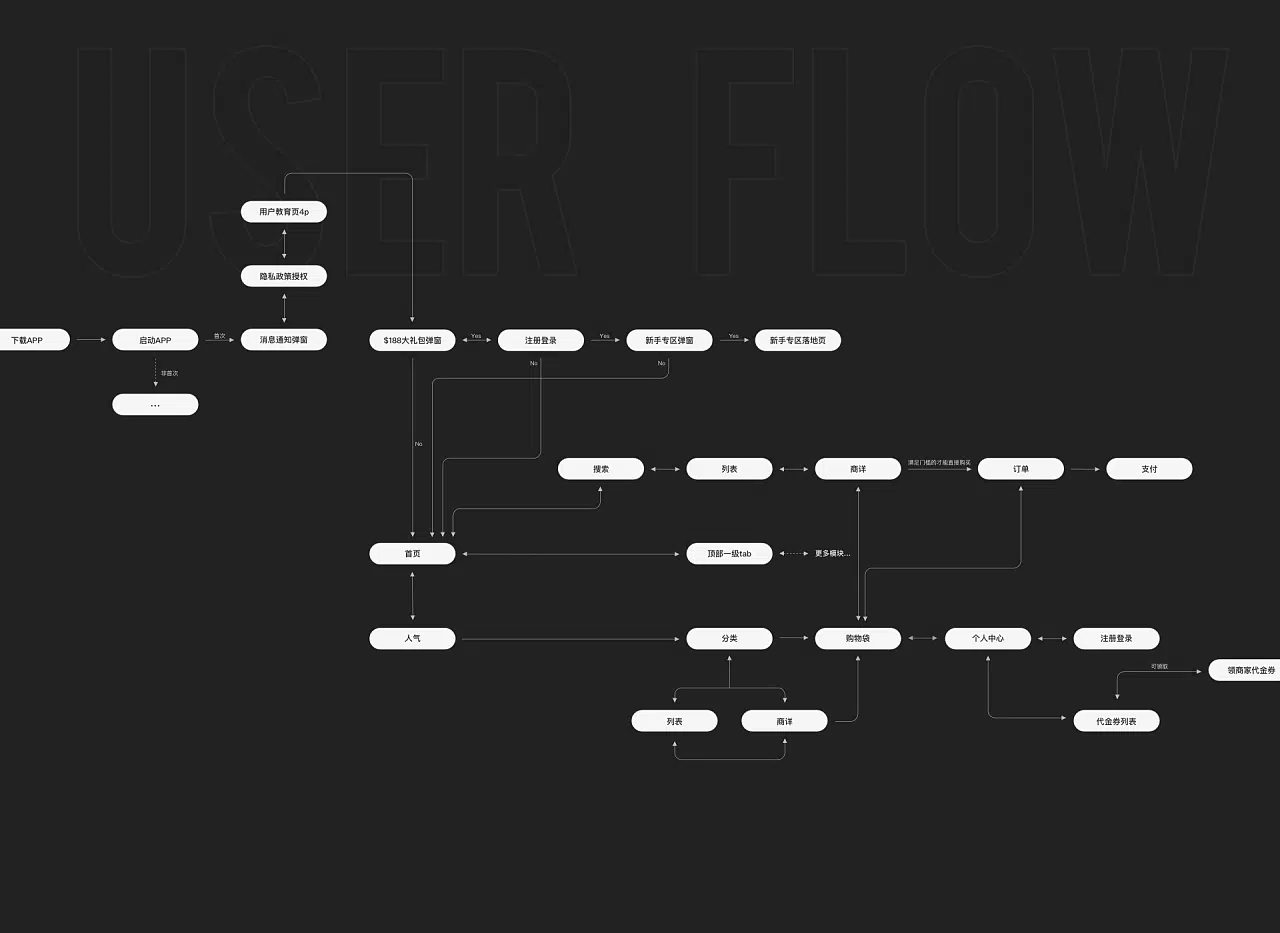 USER FLOW
用户教育页4p
隐私政策授权
下载APP
启动APP
首次
消息通知弹窗
$188大礼包弹窗
Yes
注册登录
Yes
新手专区弹窗
Yes
新手专区落地页
No
No
非首次
...
No
搜索
列表
商详
满足门槛的才能直接购买
订单
支付
首页
顶部一级tab
更多模块...
人气
分类
购物袋
个人中心
注册登录
可领取
领商家代金券
列表
商详
代金券列表